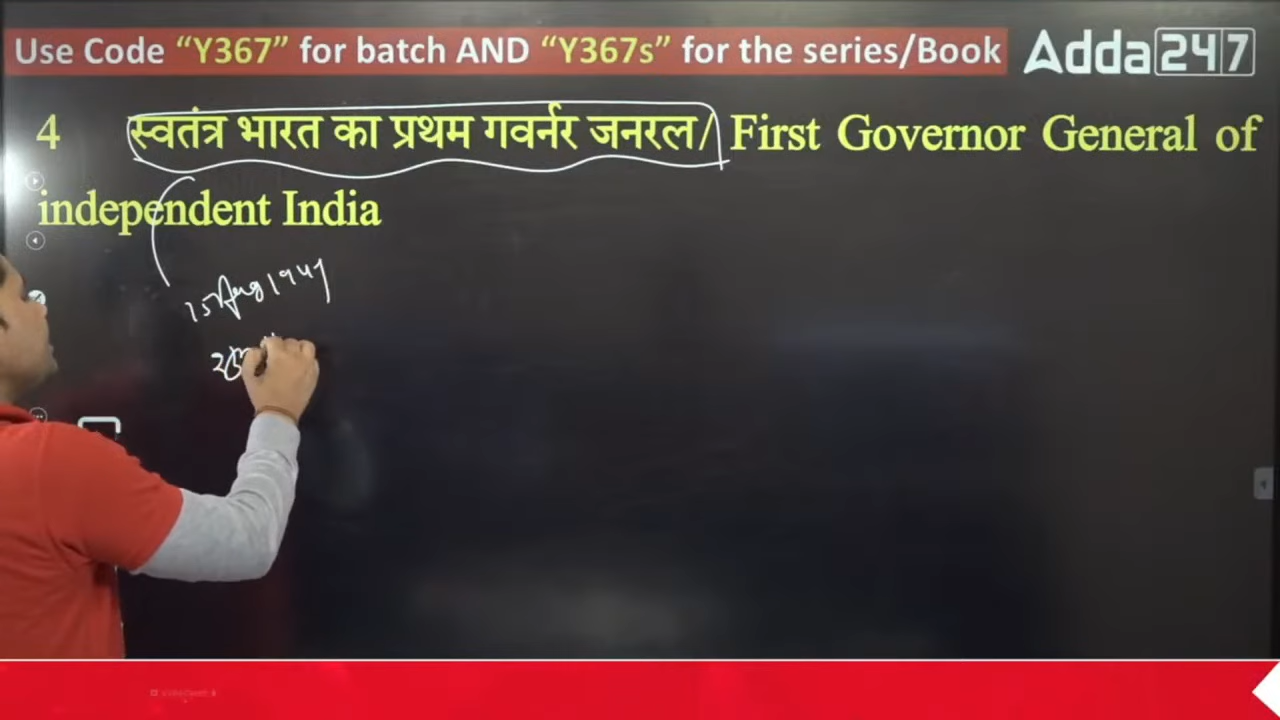 Use Code “Y367” for batch AND “Y367s” for the series/Book
Adda247
4 स्वतंत्र भारत का प्रथम गवर्नर जनरल/ First Governor General of
independent India
15 Aug 1947